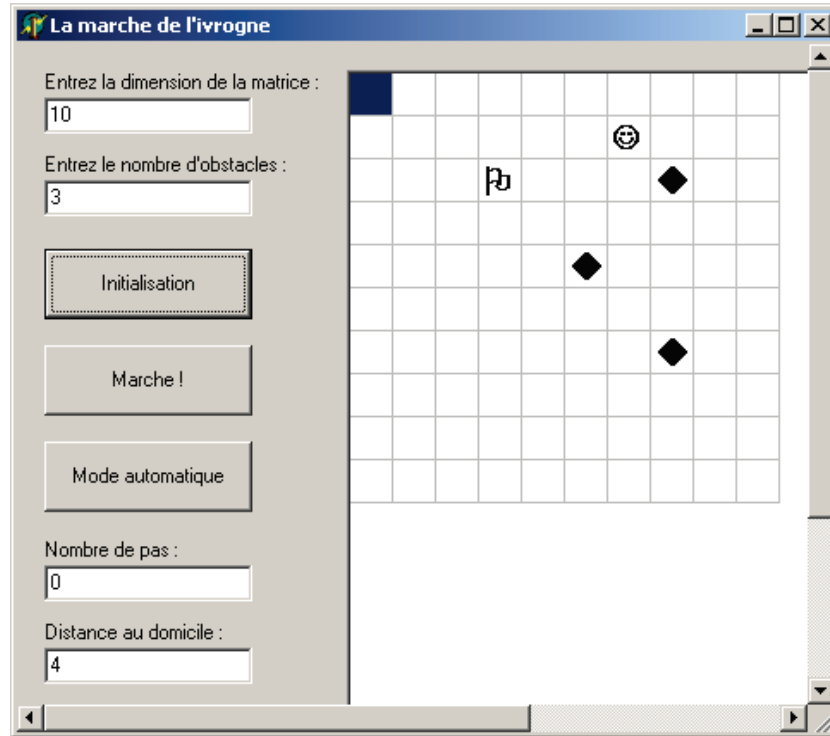 La marche de l'ivrogne
Entrez la dimension de la matrice :
10
Entrez le nombre d'obstacles :
3
Initialisation
Marche !
Mode automatique
Nombre de pas :
0
Distance au domicile :
4